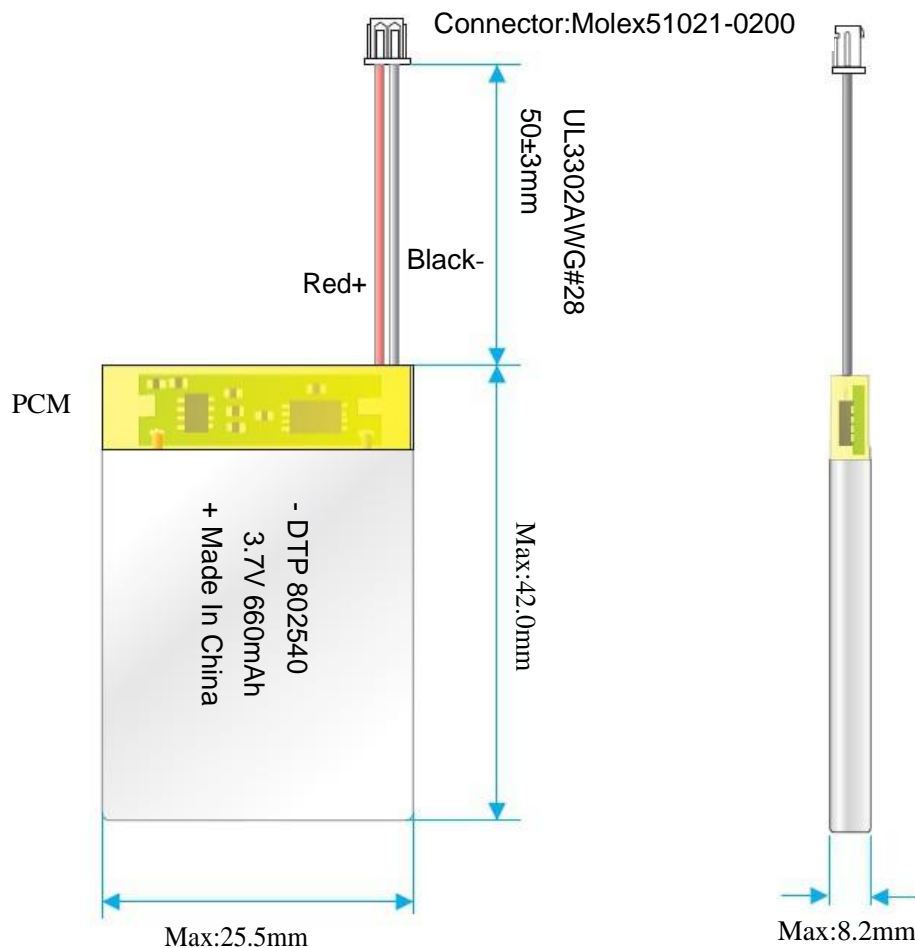 Connector:Molex51021-0200
UL3302AWG#28
50±3mm
Black-
Red+
PCM
- DTP 802540
3.7V 660mAh
+ Made In China
Max:42.0mm
Max:25.5mm
Max:8.2mm